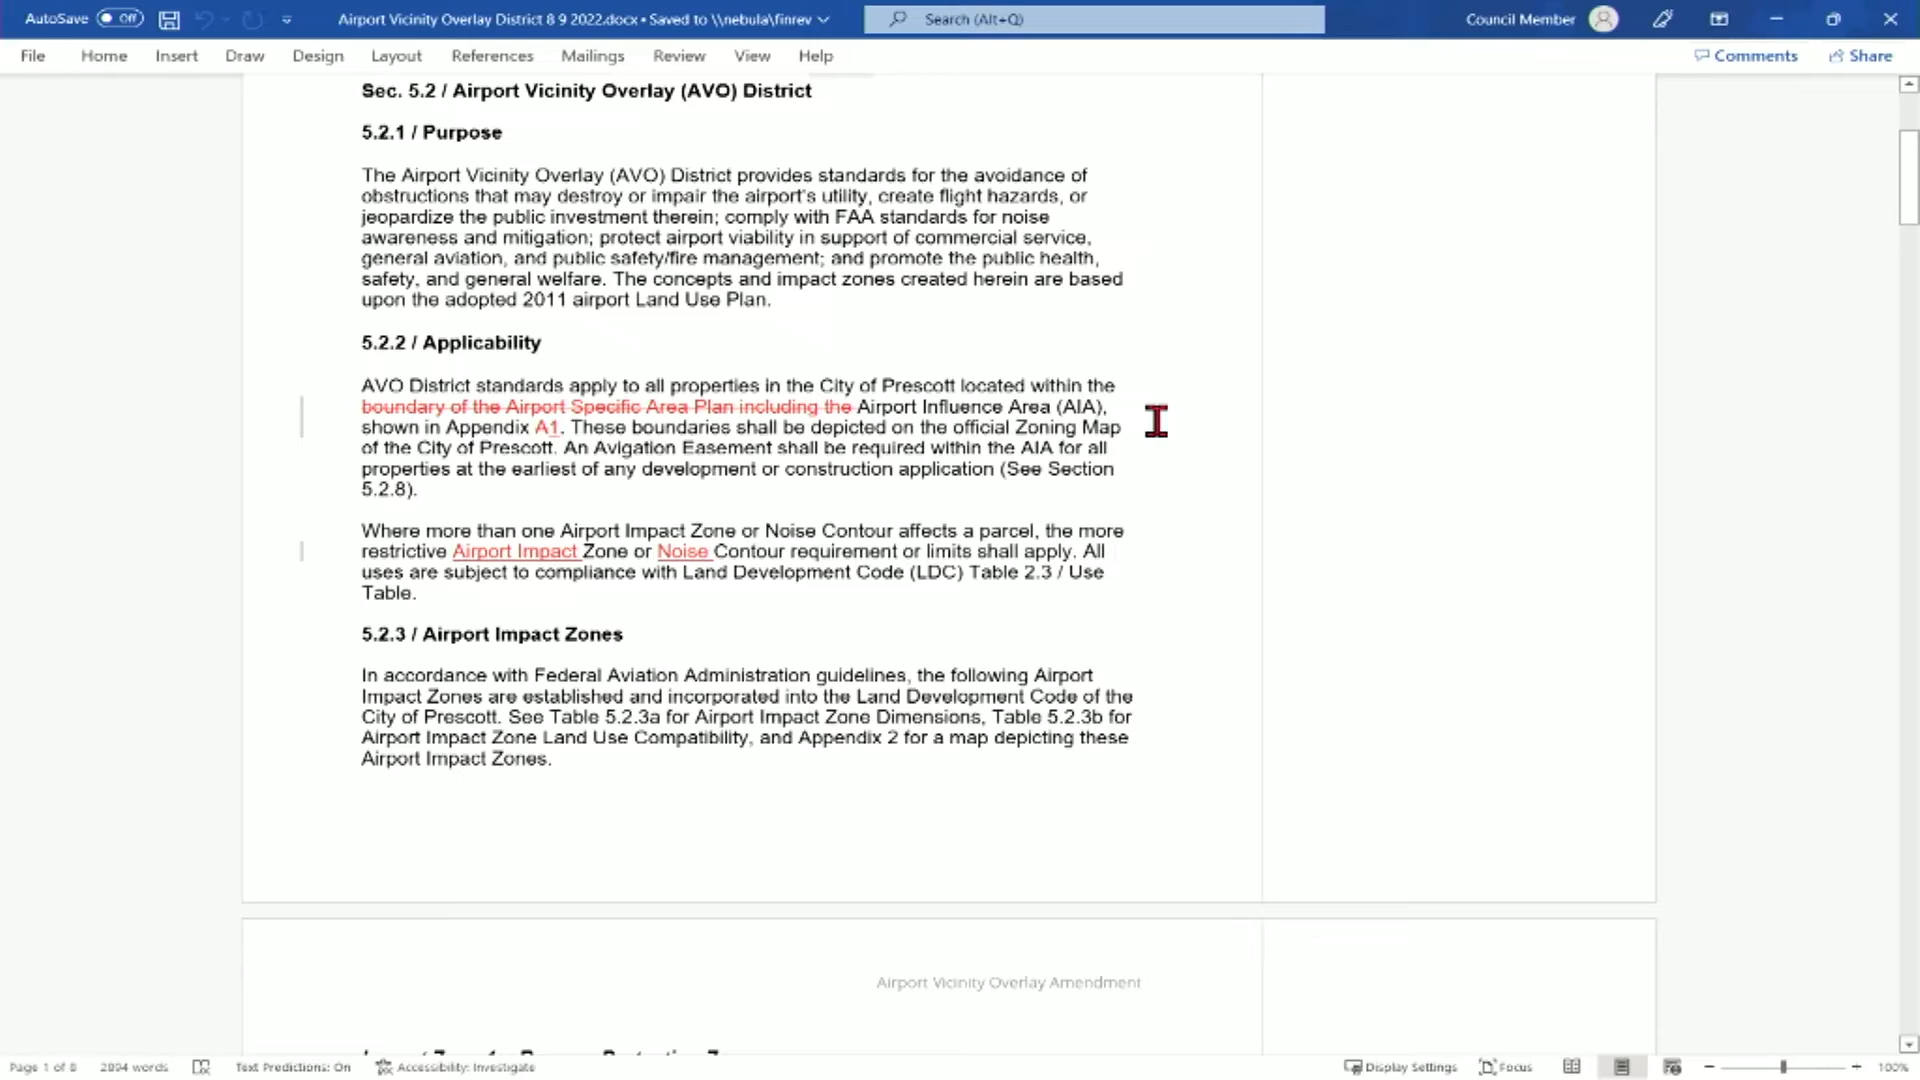 AutoSave Off Airport Vicinity Overlay District 8 9 2022.docx • Saved to \\nebula\finrev Search (Alt+Q) Council Member
File Home Insert Draw Design Layout References Mailings Review View Help Comments Share
Sec. 5.2 / Airport Vicinity Overlay (AVO) District
5.2.1 / Purpose
The Airport Vicinity Overlay (AVO) District provides standards for the avoidance of
obstructions that may destroy or impair the airport's utility, create flight hazards, or
jeopardize the public investment therein; comply with FAA standards for noise
awareness and mitigation; protect airport viability in support of commercial service,
general aviation, and public safety/fire management; and promote the public health,
safety, and general welfare. The concepts and impact zones created herein are based
upon the adopted 2011 airport Land Use Plan.
5.2.2 / Applicability
AVO District standards apply to all properties in the City of Prescott located within the
boundary of the Airport Specific Area Plan including the Airport Influence Area (AIA),
shown in Appendix A1. These boundaries shall be depicted on the official Zoning Map
of the City of Prescott. An Avigation Easement shall be required within the AIA for all
properties at the earliest of any development or construction application (See Section
5.2.8).
Where more than one Airport Impact Zone or Noise Contour affects a parcel, the more
restrictive Airport Impact Zone or Noise Contour requirement or limits shall apply. All
uses are subject to compliance with Land Development Code (LDC) Table 2.3 / Use
Table.
5.2.3 / Airport Impact Zones
In accordance with Federal Aviation Administration guidelines, the following Airport
Impact Zones are established and incorporated into the Land Development Code of the
City of Prescott. See Table 5.2.3a for Airport Impact Zone Dimensions, Table 5.2.3b for
Airport Impact Zone Land Use Compatibility, and Appendix 2 for a map depicting these
Airport Impact Zones.
Airport Vicinity Overlay Amendment
Page 1 of 8 2894 words Text Predictions: On Accessibility: Investigate Display Settings Focus 100%